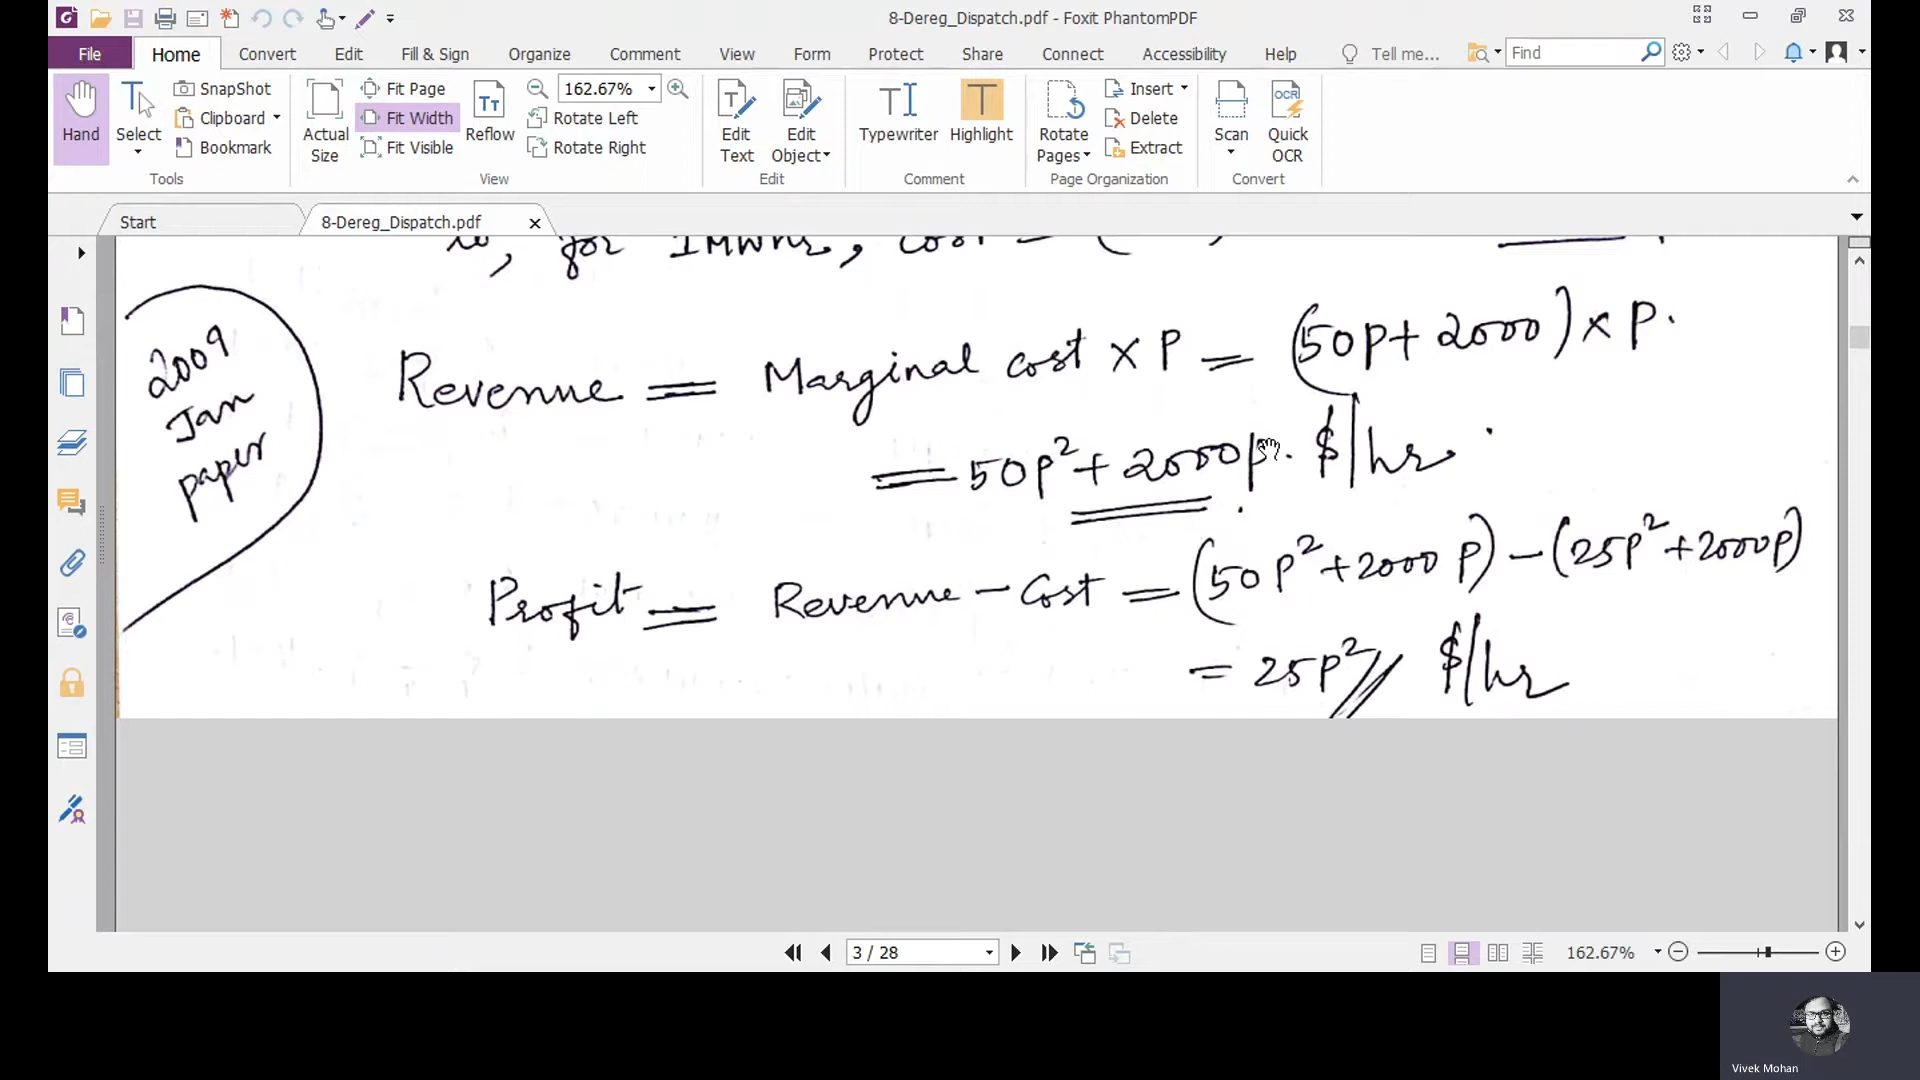 8-Dereg_Dispatch.pdf - Foxit PhantomPDF
File Home Convert Edit Fill & Sign Organize Comment View Form Protect Share Connect Accessibility Help Tell me... Find
Hand
Select
SnapShot
Clipboard
Bookmark
Tools
Actual Size
Fit Page
Fit Width
Fit Visible
Reflow
162.67%
Rotate Left
Rotate Right
View
Edit Text
Edit Object
Edit
Typewriter
Highlight
Comment
Rotate Pages
Insert
Delete
Extract
Page Organization
Scan
Quick OCR
Convert
Start 8-Dereg_Dispatch.pdf
for 1MWhr, cost = (
2009
Jan
paper
Revenue = Marginal cost × P = (50P + 2000) × P.
= 50P² + 2000P. $/hr.
Profit = Revenue - Cost = (50P² + 2000 P) - (25P² + 2000P)
= 25P² // $/hr
3 / 28
162.67%
Vivek Mohan